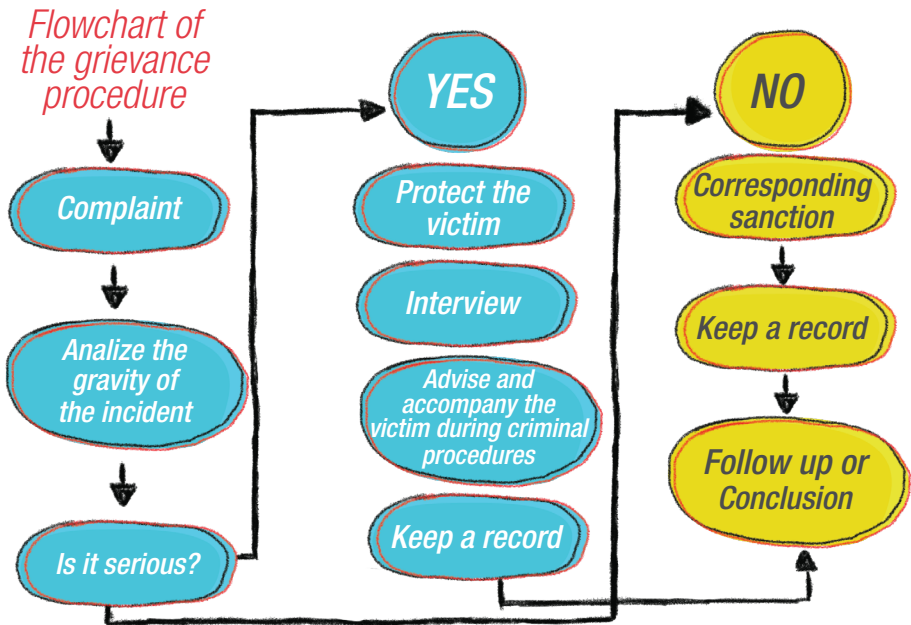 Flowchart of
the grievance
procedure
Complaint
Analize the
gravity of
the incident
Is it serious?
YES
Protect the
victim
Interview
Advise and
accompany the
victim during criminal
procedures
Keep a record
NO
Corresponding
sanction
Keep a record
Follow up or
Conclusion